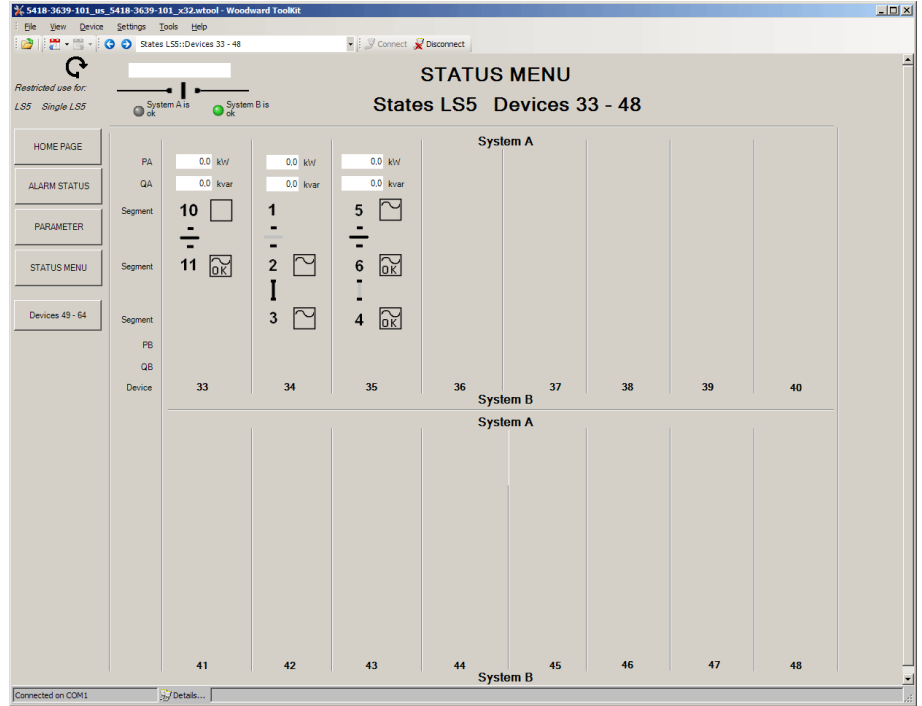 5418-3639-101_us_5418-3639-101_x32.wtool - Woodward ToolKit
File View Device Settings Tools Help
States LS5::Devices 33 - 48 Connect Disconnect
Restricted use for:
LS5 Single LS5
System A is ok
System B is ok
STATUS MENU
States LS5 Devices 33 - 48
HOME PAGE
ALARM STATUS
PARAMETER
STATUS MENU
Devices 49 - 64
System A
PA 0,0 kW 0,0 kW 0,0 kW
QA 0,0 kvar 0,0 kvar 0,0 kvar
Segment 10 1 5
Segment 11 OK 2 6 OK
Segment 3 4 OK
PB
QB
Device 33 34 35 36 37 38 39 40
System B
System A
41 42 43 44 45 46 47 48
System B
Connected on COM1 Details...